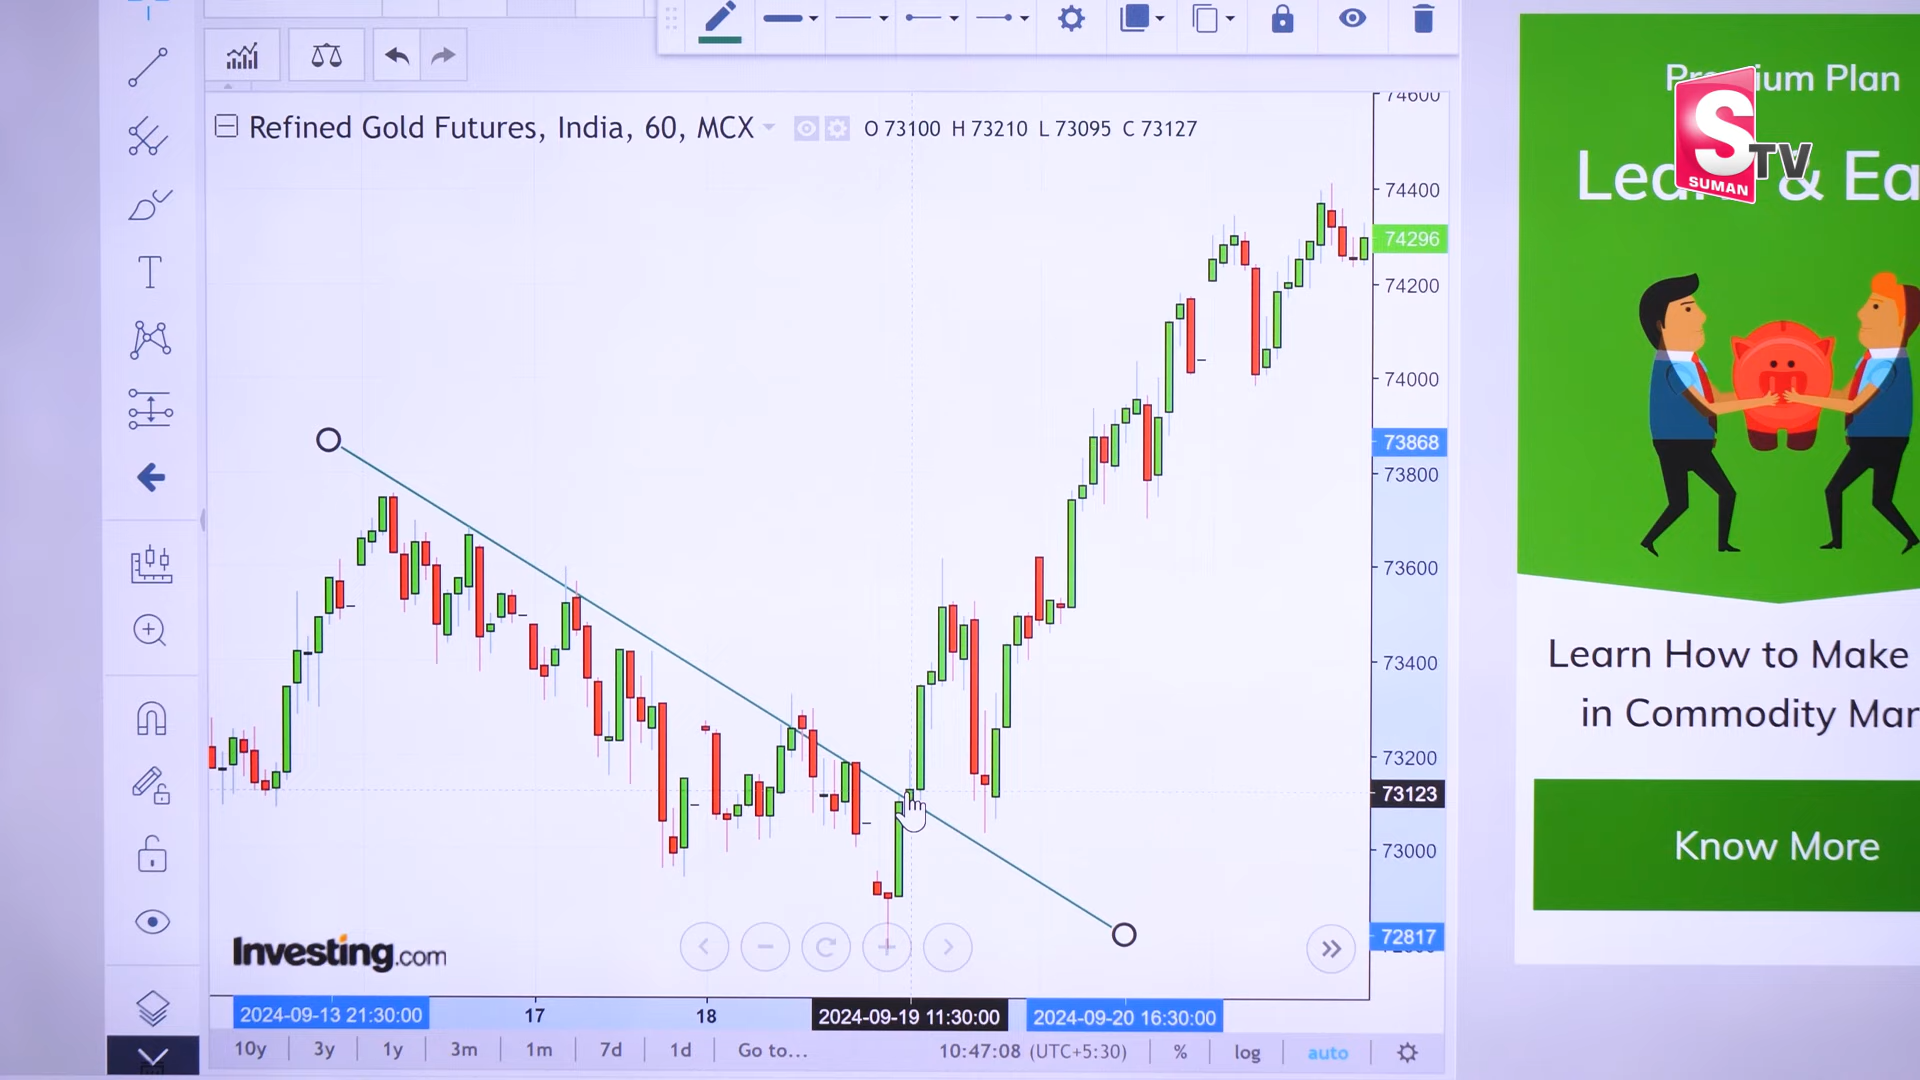 Refined Gold Futures, India, 60, MCX
O 73100 H 73210 L 73095 C 73127
74600
74400
74296
74200
74000
73868
73800
73600
73400
73200
73123
73000
72817
Investing.com
2024-09-13 21:30:00
17
18
2024-09-19 11:30:00
2024-09-20 16:30:00
10y
3y
1y
3m
1m
7d
1d
Go to...
10:47:08 (UTC+5:30)
%
log
auto
Plan
S TV
SUMAN
&
Learn How to Make
in Commodity
Know More